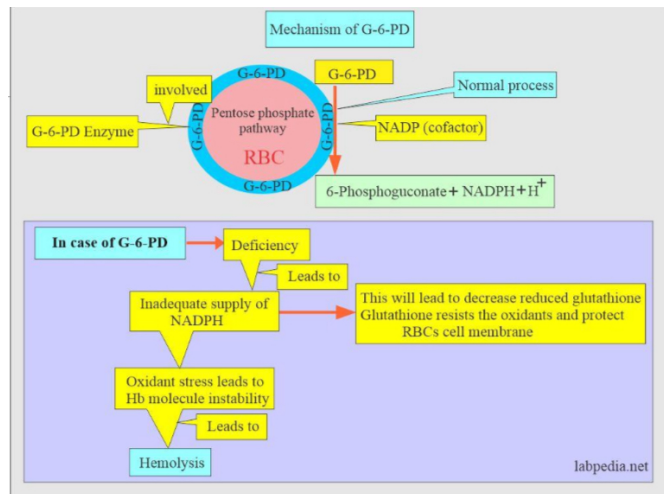 Mechanism of G-6-PD
G-6-PD
G-6-PD
involved
Normal process
G-6-PD
Pentose phosphate
pathway
G-6-PD
G-6-PD Enzyme
NADP (cofactor)
RBC
G-6-PD
6-Phosphoguconate + NADPH + H+
In case of G-6-PD
Deficiency
Leads to
Inadequate supply of
NADPH
This will lead to decrease reduced glutathione
Glutathione resists the oxidants and protect
RBCs cell membrane
Oxidant stress leads to
Hb molecule instability
Leads to
Hemolysis
labpedia.net